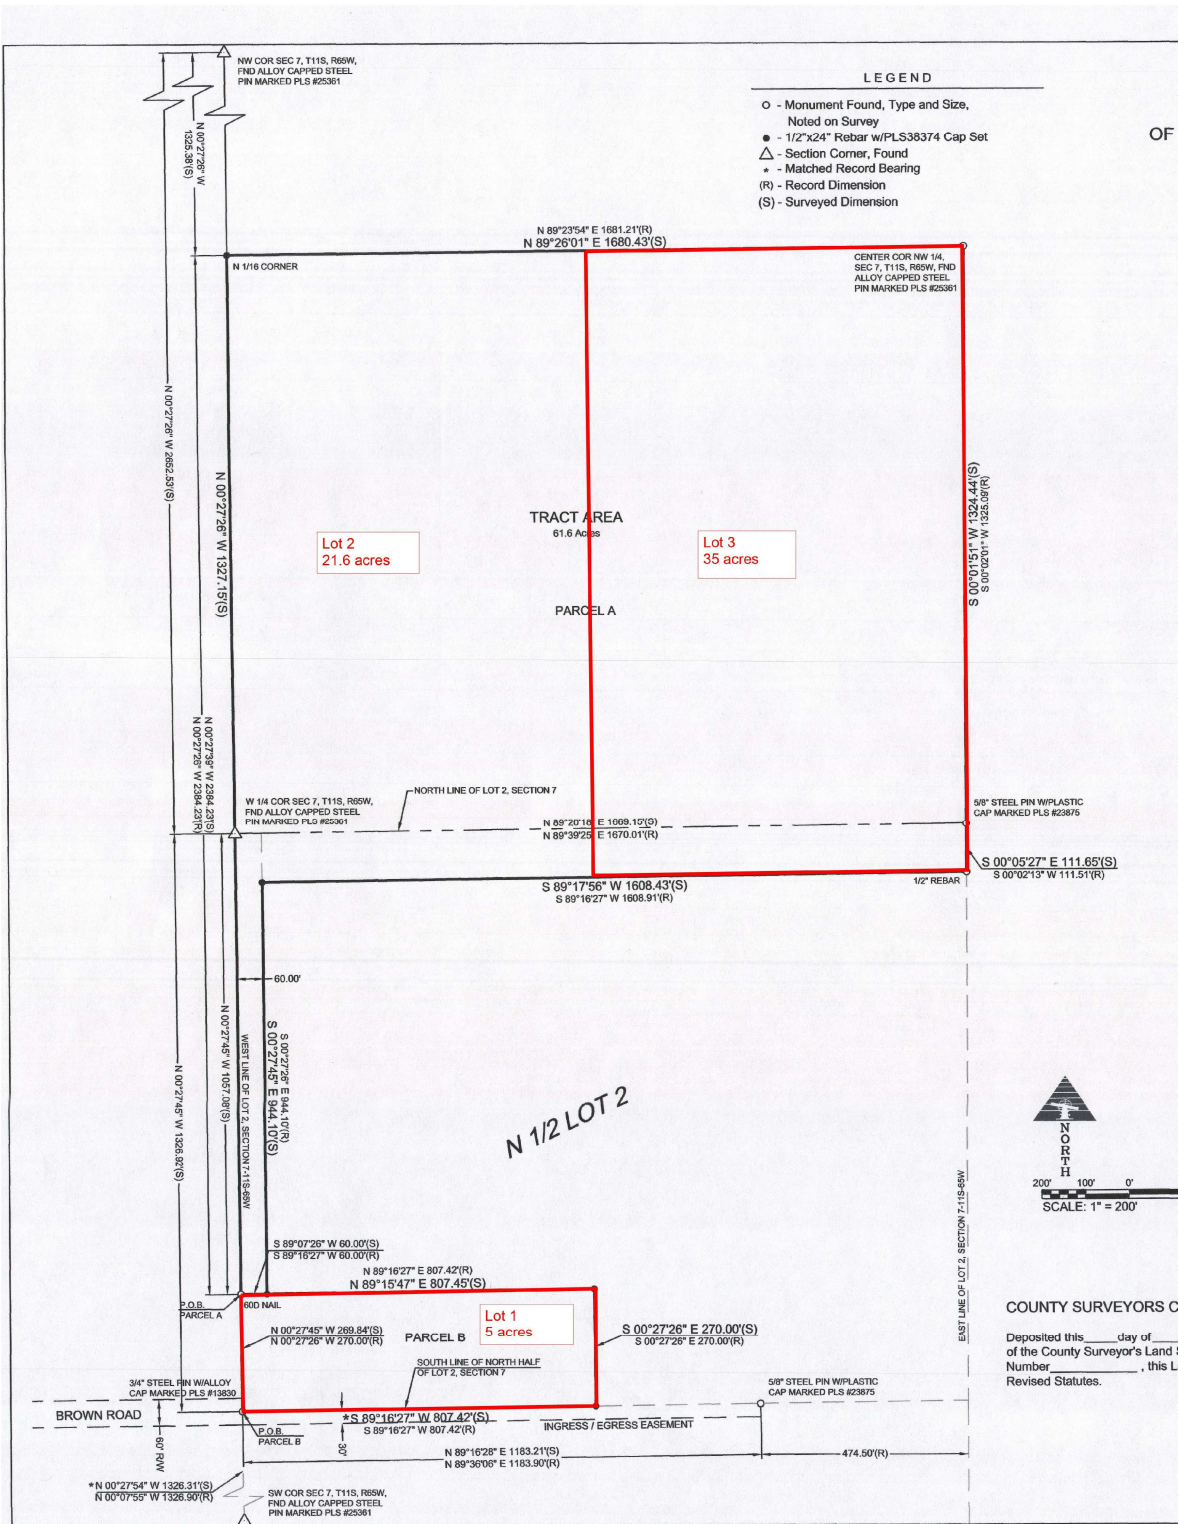 NW COR SEC 7, T11S, R65W,
FND ALLOY CAPPED STEEL
PIN MARKED PLS #25361
LEGEND
- Monument Found, Type and Size,
Noted on Survey
- 1/2"x24" Rebar w/PLS38374 Cap Set
- Section Corner, Found
* - Matched Record Bearing
(R) - Record Dimension
(S) - Surveyed Dimension
OF
N 00°27'26" W
1325.38'(S)
N 89°23'54" E 1681.21'(R)
N 89°26'01" E 1680.43'(S)
N 1/16 CORNER
CENTER COR NW 1/4,
SEC 7, T11S, R65W, FND
ALLOY CAPPED STEEL
PIN MARKED PLS #25361
N 00°27'26" W 2652.53'(S)
N 00°27'26" W 1327.15'(S)
S 00°01'51" W 1324.44'(S)
S 00°02'01" W 1325.09'(R)
TRACT AREA
61.6 Acres
Lot 2
21.6 acres
Lot 3
35 acres
PARCEL A
N 00°27'39" W 2384.23'(S)
N 00°27'26" W 2384.23'(R)
W 1/4 COR SEC 7, T11S, R65W,
FND ALLOY CAPPED STEEL
PIN MARKED PLS #25361
NORTH LINE OF LOT 2, SECTION 7
N 89°20'18" E 1669.15'(S)
N 89°39'25" E 1670.01'(R)
5/8" STEEL PIN W/PLASTIC
CAP MARKED PLS #23875
S 00°05'27" E 111.65'(S)
S 00°02'13" W 111.51'(R)
S 89°17'56" W 1608.43'(S)
S 89°16'27" W 1608.91'(R)
1/2" REBAR
60.00'
N 00°27'45" W 1326.92'(S)
N 00°27'45" W 1057.08'(S)
WEST LINE OF LOT 2, SECTION 7-11S-65W
S 00°27'26" E 944.10'(R)
S 00°27'45" E 944.10'(S)
N 1/2 LOT 2
NORTH
200' 100' 0'
SCALE: 1" = 200'
EAST LINE OF LOT 2, SECTION 7-11S-65W
S 89°07'26" W 60.00'(S)
S 89°16'27" W 60.00'(R)
N 89°16'27" E 807.42'(R)
N 89°15'47" E 807.45'(S)
P.O.B.
PARCEL A
60D NAIL
Lot 1
5 acres
N 00°27'45" W 269.84'(S)
N 00°27'26" W 270.00'(R)
PARCEL B
S 00°27'26" E 270.00'(S)
S 00°27'26" E 270.00'(R)
SOUTH LINE OF NORTH HALF
OF LOT 2, SECTION 7
COUNTY SURVEYORS C
Deposited this day of
of the County Surveyor's Land
Number , this L
Revised Statutes.
3/4" STEEL PIN W/ALLOY
CAP MARKED PLS #13830
5/8" STEEL PIN W/PLASTIC
CAP MARKED PLS #23875
BROWN ROAD
60' R/W
*S 89°16'27" W 807.42'(S)
S 89°16'27" W 807.42'(R)
INGRESS / EGRESS EASEMENT
30'
P.O.B.
PARCEL B
N 89°16'28" E 1183.21'(S)
N 89°36'06" E 1183.90'(R)
474.50'(R)
*N 00°27'54" W 1326.31'(S)
N 00°07'55" W 1326.90'(R)
SW COR SEC 7, T11S, R65W,
FND ALLOY CAPPED STEEL
PIN MARKED PLS #25361